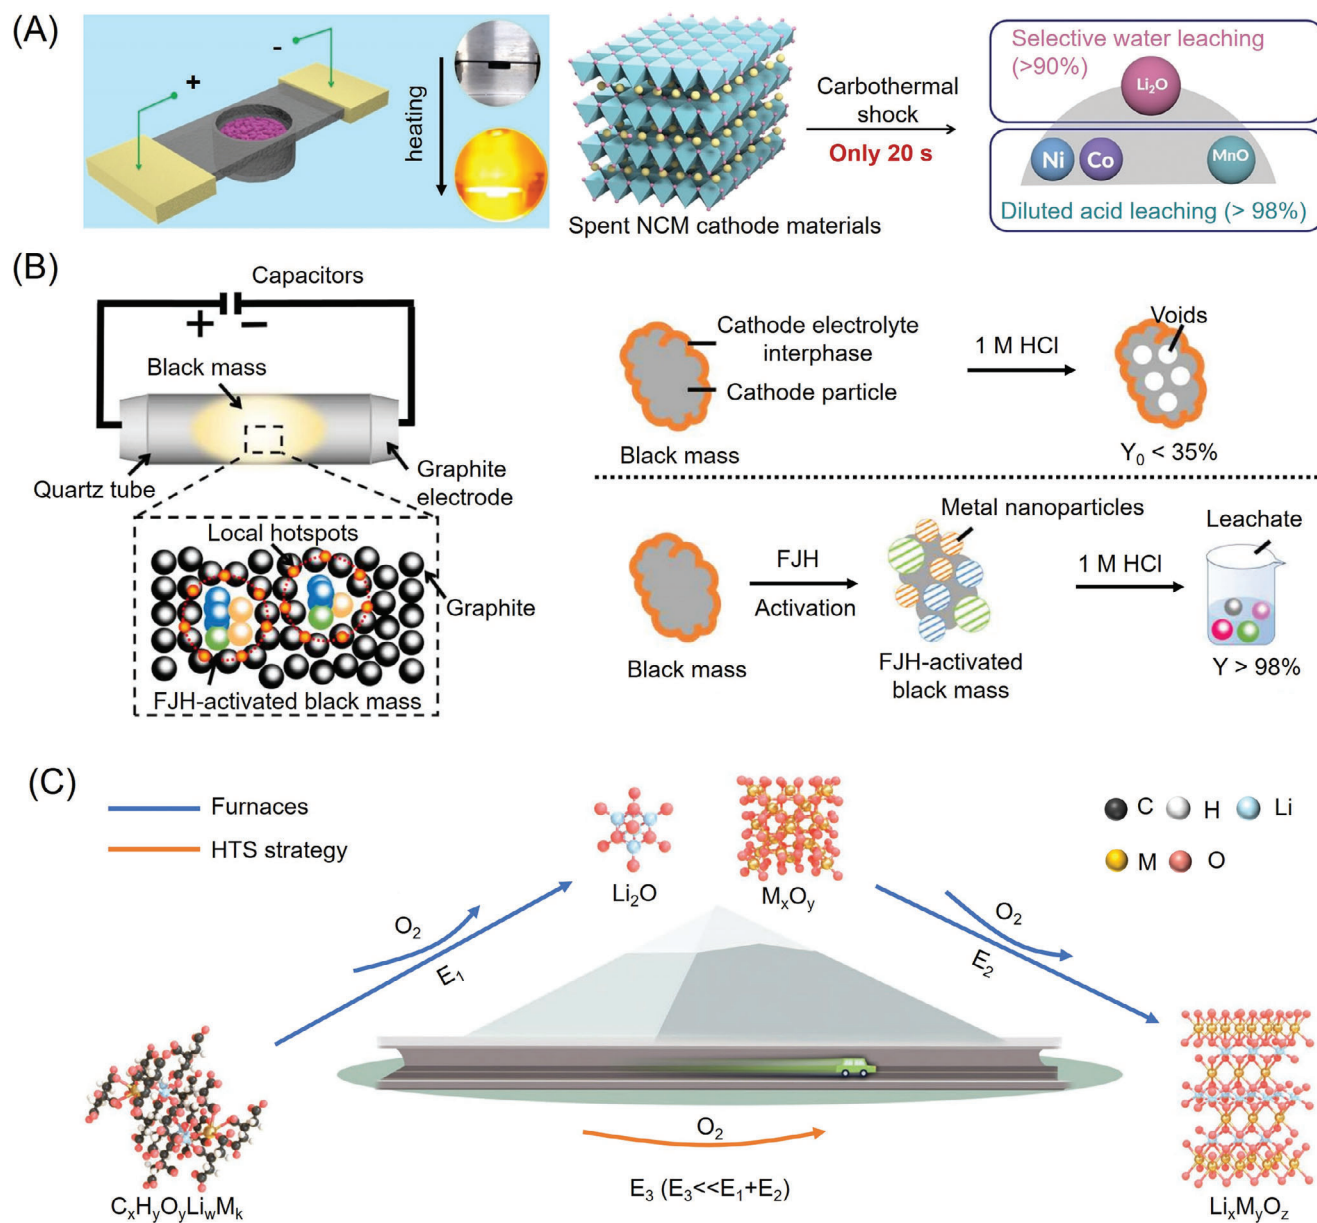 (A)
-
+
heating
Carbothermal
shock
Only 20 s
Spent NCM cathode materials
Selective water leaching
(>90%)
Li₂O
Ni
Co
MnO
Diluted acid leaching (> 98%)
(B)
Capacitors
+ −
Black mass
Quartz tube
Graphite
electrode
Local hotspots
Graphite
FJH-activated black mass
Cathode electrolyte
interphase
Cathode particle
Black mass
1 M HCl
Voids
Y₀ < 35%
Black mass
FJH
Activation
Metal nanoparticles
FJH-activated
black mass
1 M HCl
Leachate
Y > 98%
(C)
Furnaces
HTS strategy
Li₂O
MₓOᵧ
C
H
Li
M
O
O₂
E₁
O₂
E₂
O₂
E₃ (E₃<<E₁+E₂)
CₓHᵧOᵧLi_wMₖ
LiₓMᵧO_z